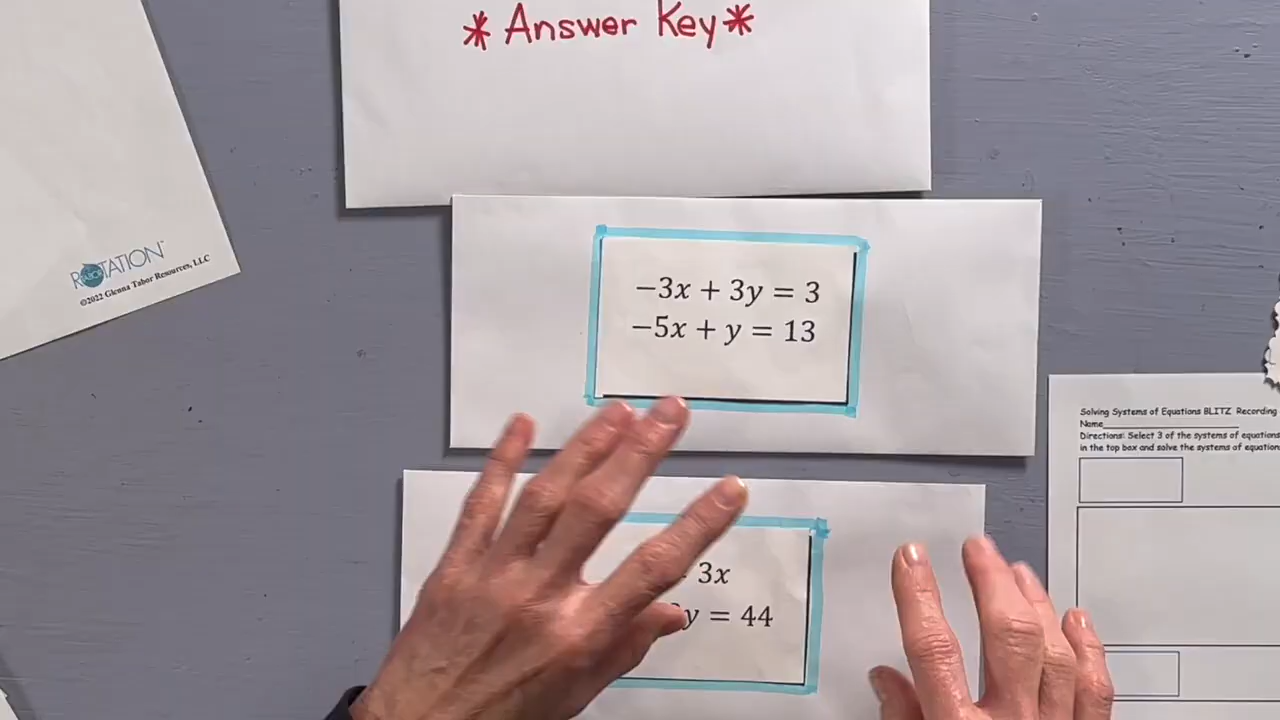 * Answer Key *
ROTATION™
©2022 Glenna Tabor Resources, LLC
−3x + 3y = 3
−5x + y = 13
3x
y = 44
Solving Systems of Equations BLITZ Recording
Name
Directions: Select 3 of the systems of equations
in the top box and solve the systems of equation